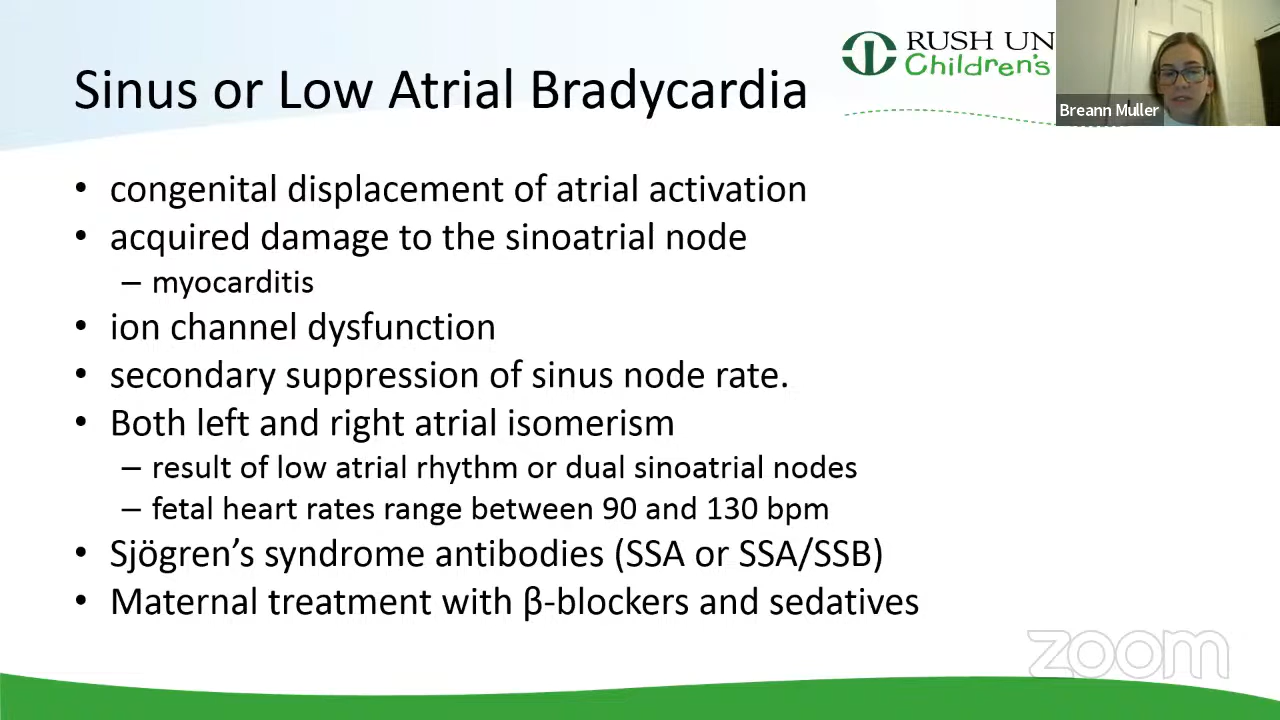 Sinus or Low Atrial Bradycardia
RUSH UN
Children's
Breann Muller
• congenital displacement of atrial activation
• acquired damage to the sinoatrial node
– myocarditis
• ion channel dysfunction
• secondary suppression of sinus node rate.
• Both left and right atrial isomerism
– result of low atrial rhythm or dual sinoatrial nodes
– fetal heart rates range between 90 and 130 bpm
• Sjögren’s syndrome antibodies (SSA or SSA/SSB)
• Maternal treatment with β-blockers and sedatives
zoom